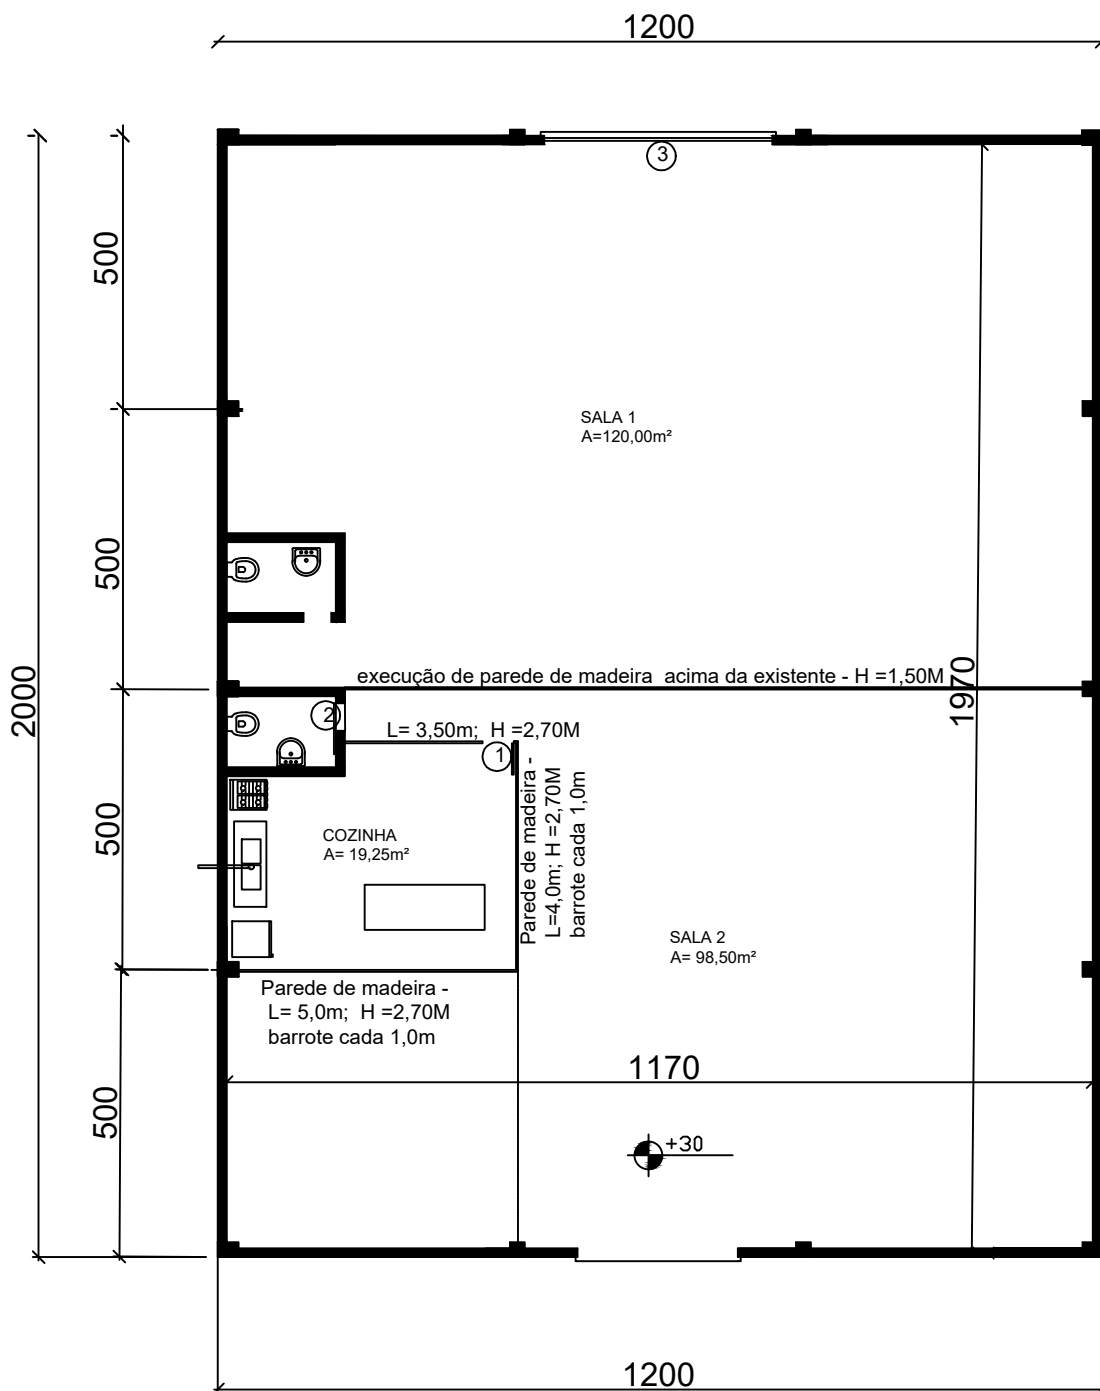 1200
3
500
SALA 1
A=120,00m²
500
2000
execução de parede de madeira acima da existente - H =1,50M
1970
2
L= 3,50m; H =2,70M
1
Parede de madeira -
L=4,0m; H =2,70M
barrote cada 1,0m
500
COZINHA
A= 19,25m²
SALA 2
A= 98,50m²
Parede de madeira -
L= 5,0m; H =2,70M
barrote cada 1,0m
1170
500
+30
1200